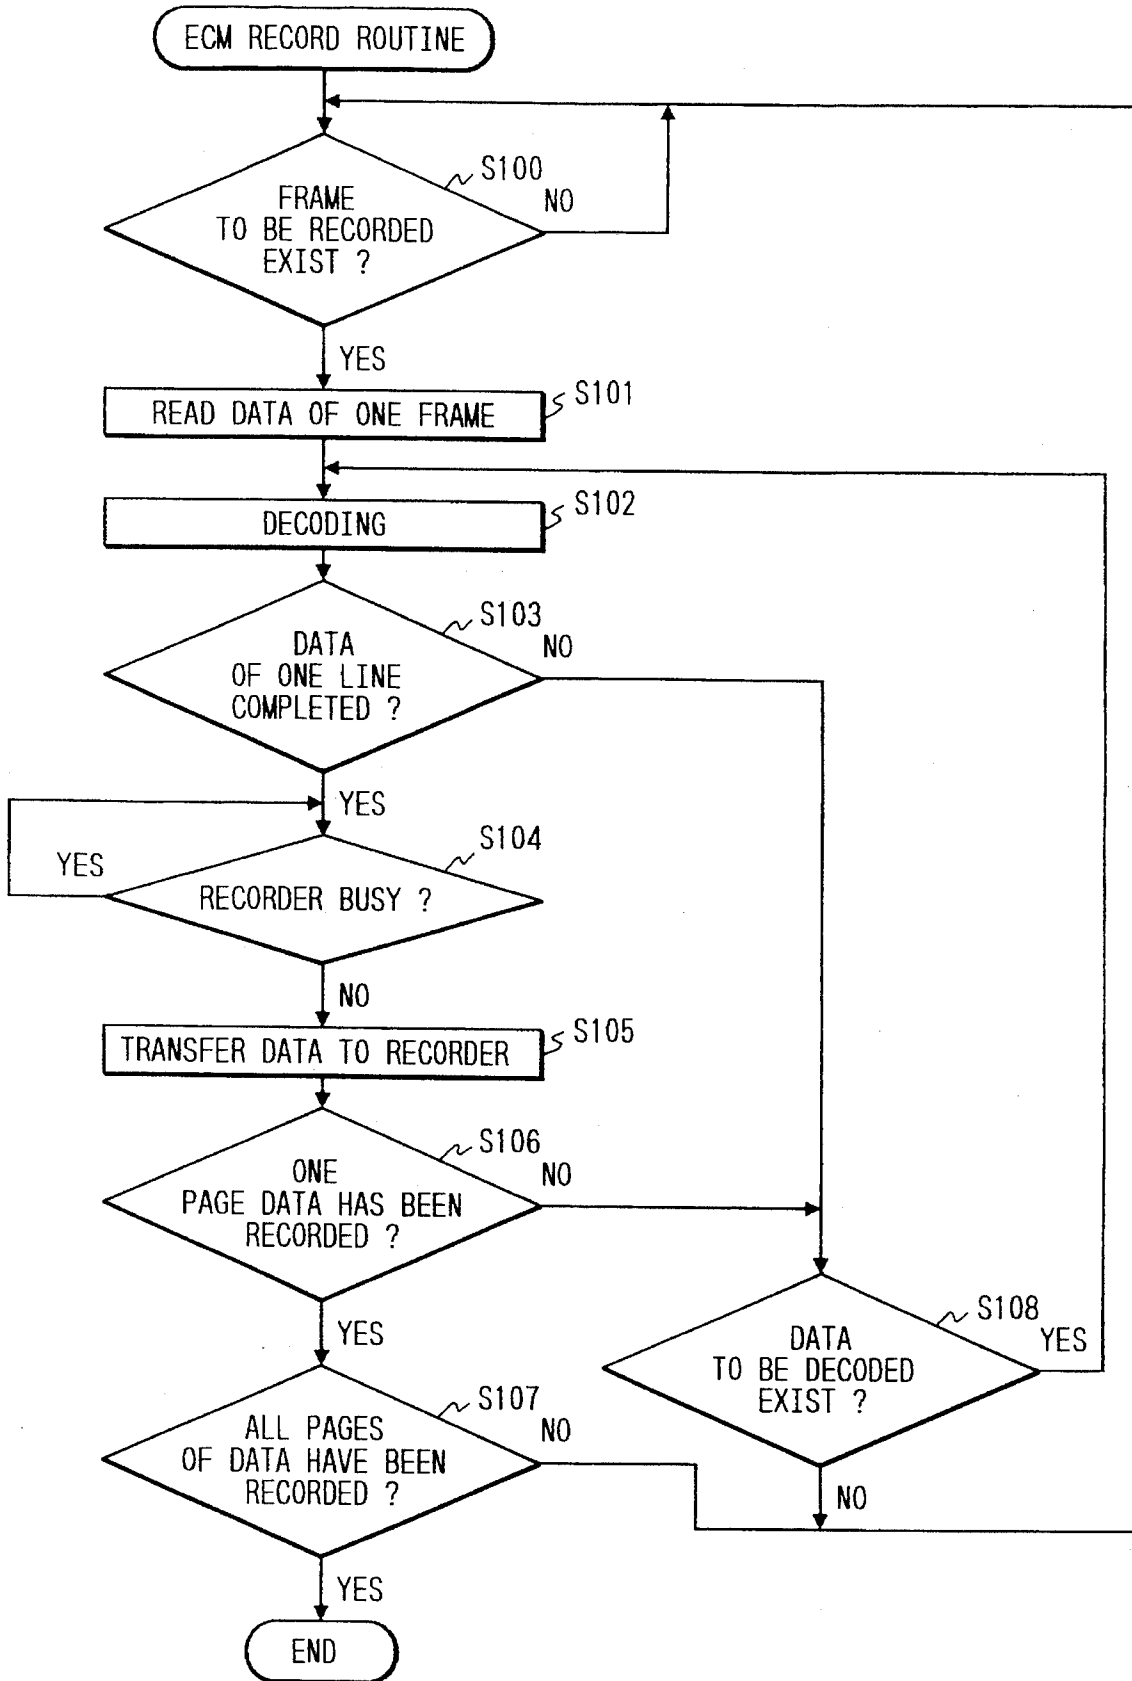 ECM RECORD ROUTINE
S100
FRAME
TO BE RECORDED
EXIST ?
NO
YES
S101
READ DATA OF ONE FRAME
S102
DECODING
S103
DATA
OF ONE LINE
COMPLETED ?
NO
YES
S104
YES
RECORDER BUSY ?
NO
S105
TRANSFER DATA TO RECORDER
S106
ONE
PAGE DATA HAS BEEN
RECORDED ?
NO
YES
S108
DATA
TO BE DECODED
EXIST ?
YES
NO
S107
ALL PAGES
OF DATA HAVE BEEN
RECORDED ?
NO
YES
END